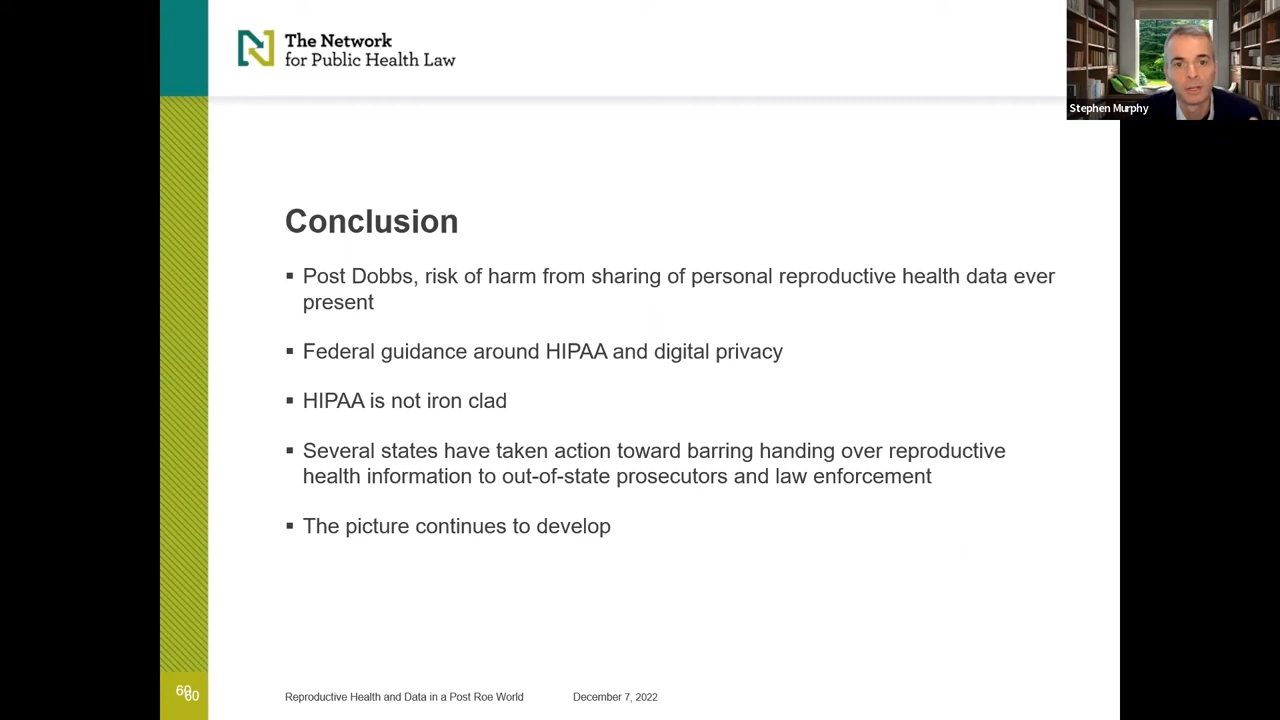 The Network
for Public Health Law
Stephen Murphy
Conclusion
▪ Post Dobbs, risk of harm from sharing of personal reproductive health data ever
present
▪ Federal guidance around HIPAA and digital privacy
▪ HIPAA is not iron clad
▪ Several states have taken action toward barring handing over reproductive
health information to out-of-state prosecutors and law enforcement
▪ The picture continues to develop
60
60
Reproductive Health and Data in a Post Roe World
December 7, 2022